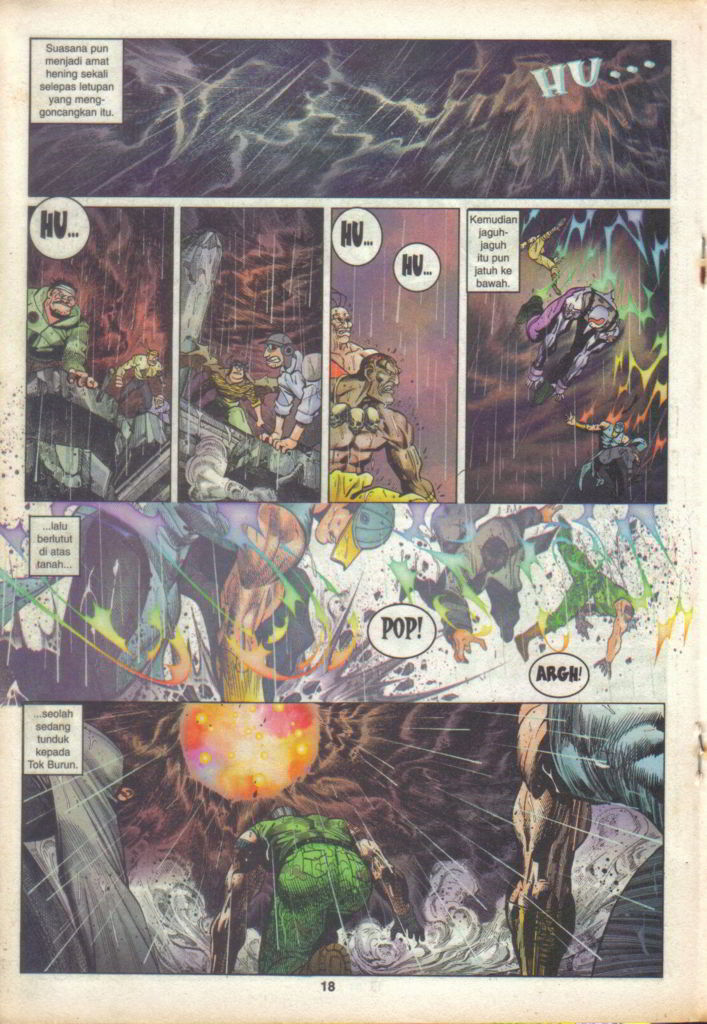 Suasana pun
menjadi amat
hening sekali
selepas letupan
yang meng-
goncangkan itu.
HU...
HU...
HU...
HU...
Kemudian
jaguh-
jaguh
itu pun
jatuh ke
bawah.
...lalu
berlutut
di atas
tanah...
POP!
ARGH!
...seolah
sedang
tunduk
kepada
Tok Burun.
18